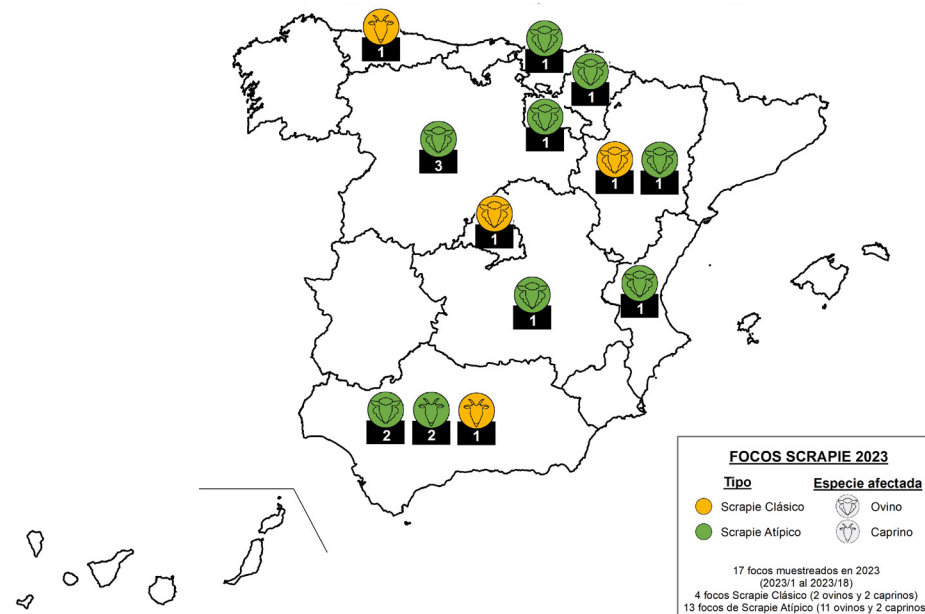 1
1
1
1
3
1
1
1
1
1
2
2
1
FOCOS SCRAPIE 2023
Tipo
Especie afectada
Scrapie Clásico
Ovino
Scrapie Atípico
Caprino
17 focos muestreados en 2023
(2023/1 al 2023/18)
4 focos Scrapie Clásico (2 ovinos y 2 caprinos)
13 focos de Scrapie Atípico (11 ovinos y 2 caprinos